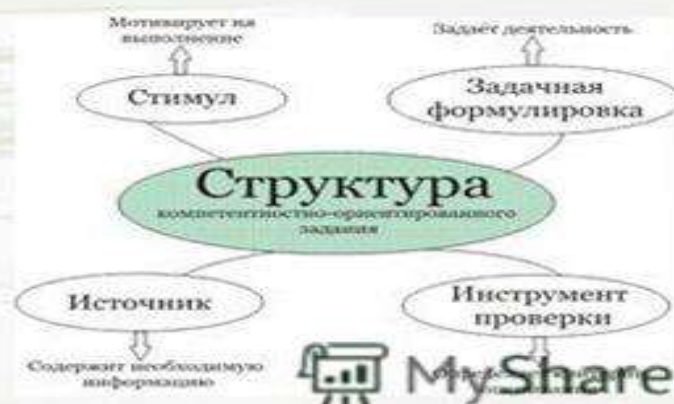 Мотивирует на
выполнение
Задаёт деятельность
Стимул
Задачная
формулировка
Структура
компетентностно-ориентированного
задания
Источник
Инструмент
проверки
Содержит необходимую
информацию
MyShare